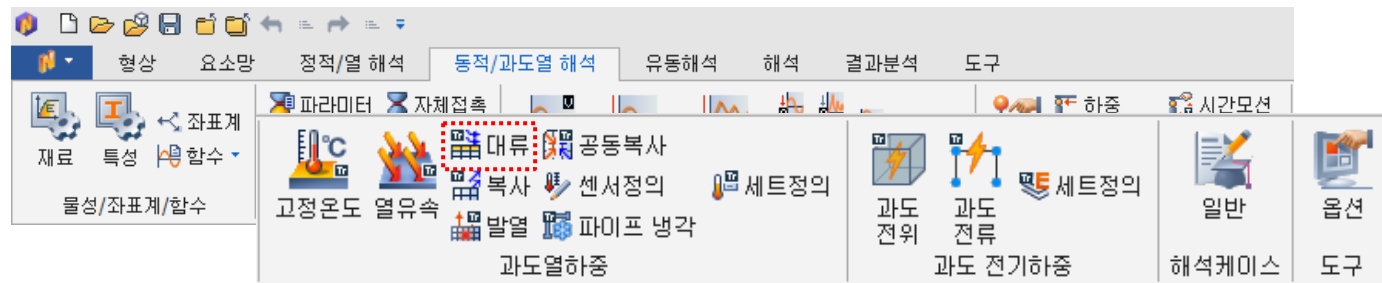 형상 요소망 정적/열 해석 동적/과도열 해석 유동해석 해석 결과분석 도구
파라미터 자체접촉 하중 시간모션
재료 특성 좌표계
함수
물성/좌표계/함수
고정온도 열유속 대류 공동복사
복사 센서정의 세트정의
발열 파이프 냉각
과도열하중
과도
전위
과도
전류
세트정의
과도 전기하중
일반
해석케이스
옵션
도구